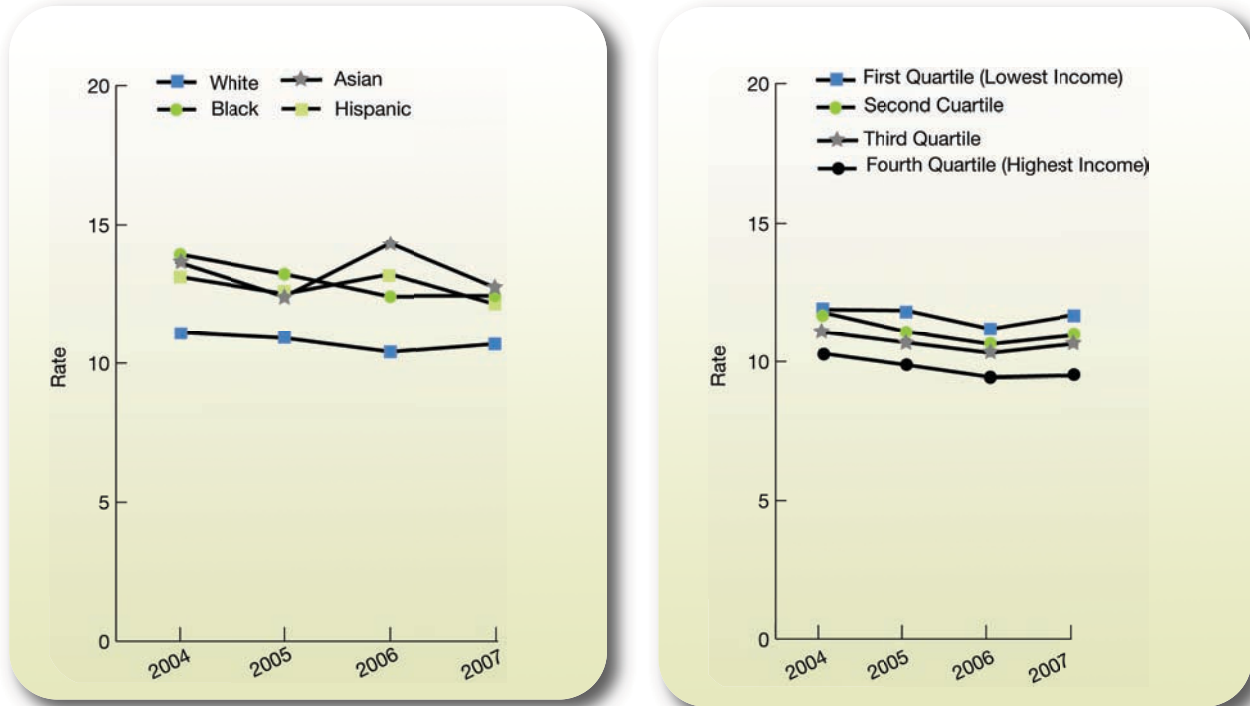 White Asian
Black Hispanic
20
15
10
5
0
Rate
2004 2005 2006 2007
First Quartile (Lowest Income)
Second Cuartile
Third Quartile
Fourth Quartile (Highest Income)
20
15
10
5
0
Rate
2004 2005 2006 2007